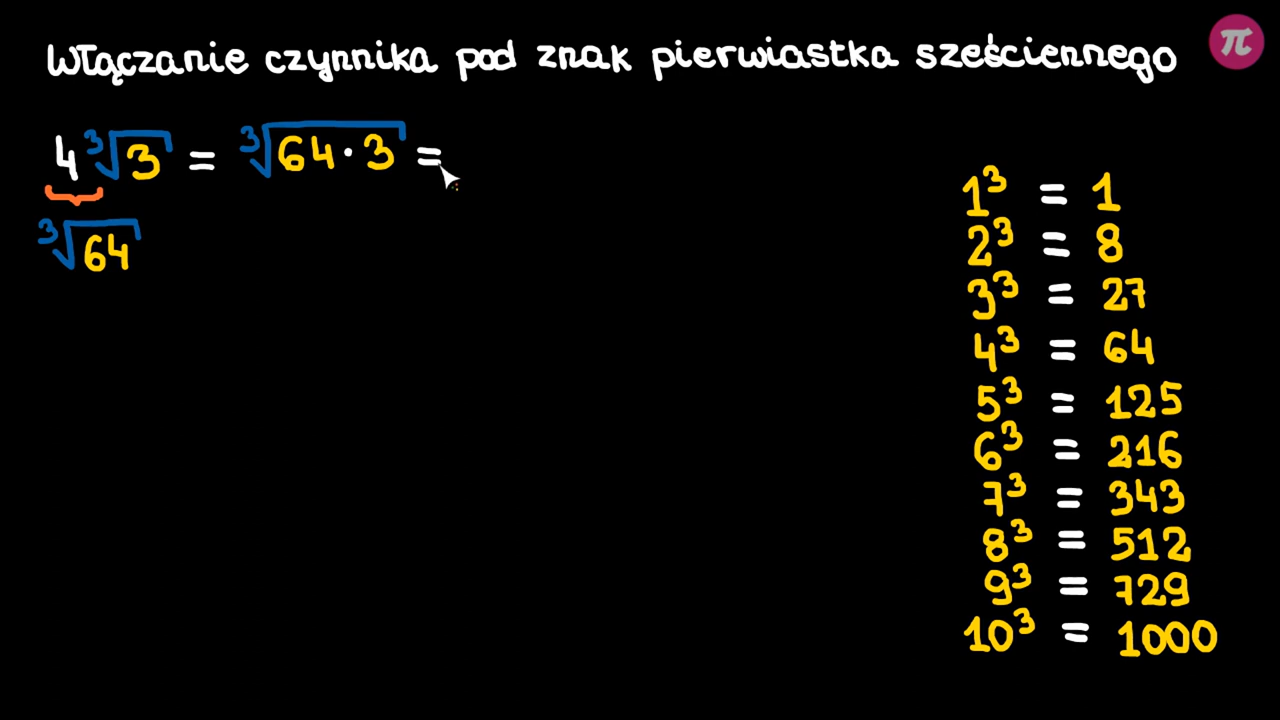 Włączanie czynnika pod znak pierwiastka sześciennego
π
4 ∛3 = ∛64·3 =
∛64
1³ = 1
2³ = 8
3³ = 27
4³ = 64
5³ = 125
6³ = 216
7³ = 343
8³ = 512
9³ = 729
10³ = 1000